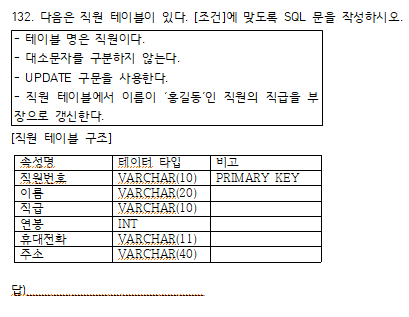 132. 다음은 직원 테이블이 있다. [조건]에 맞도록 SQL 문을 작성하시오.
- 테이블 명은 직원이다.
- 대소문자를 구분하지 않는다.
- UPDATE 구문을 사용한다.
- 직원 테이블에서 이름이 '홍길동'인 직원의 직급을 부
장으로 갱신한다.
[직원 테이블 구조]
속성명 데이터 타입 비고
직원번호 VARCHAR(10) PRIMARY KEY
이름 VARCHAR(20)
직급 VARCHAR(10)
연봉 INT
휴대전화 VARCHAR(11)
주소 VARCHAR(40)
답)